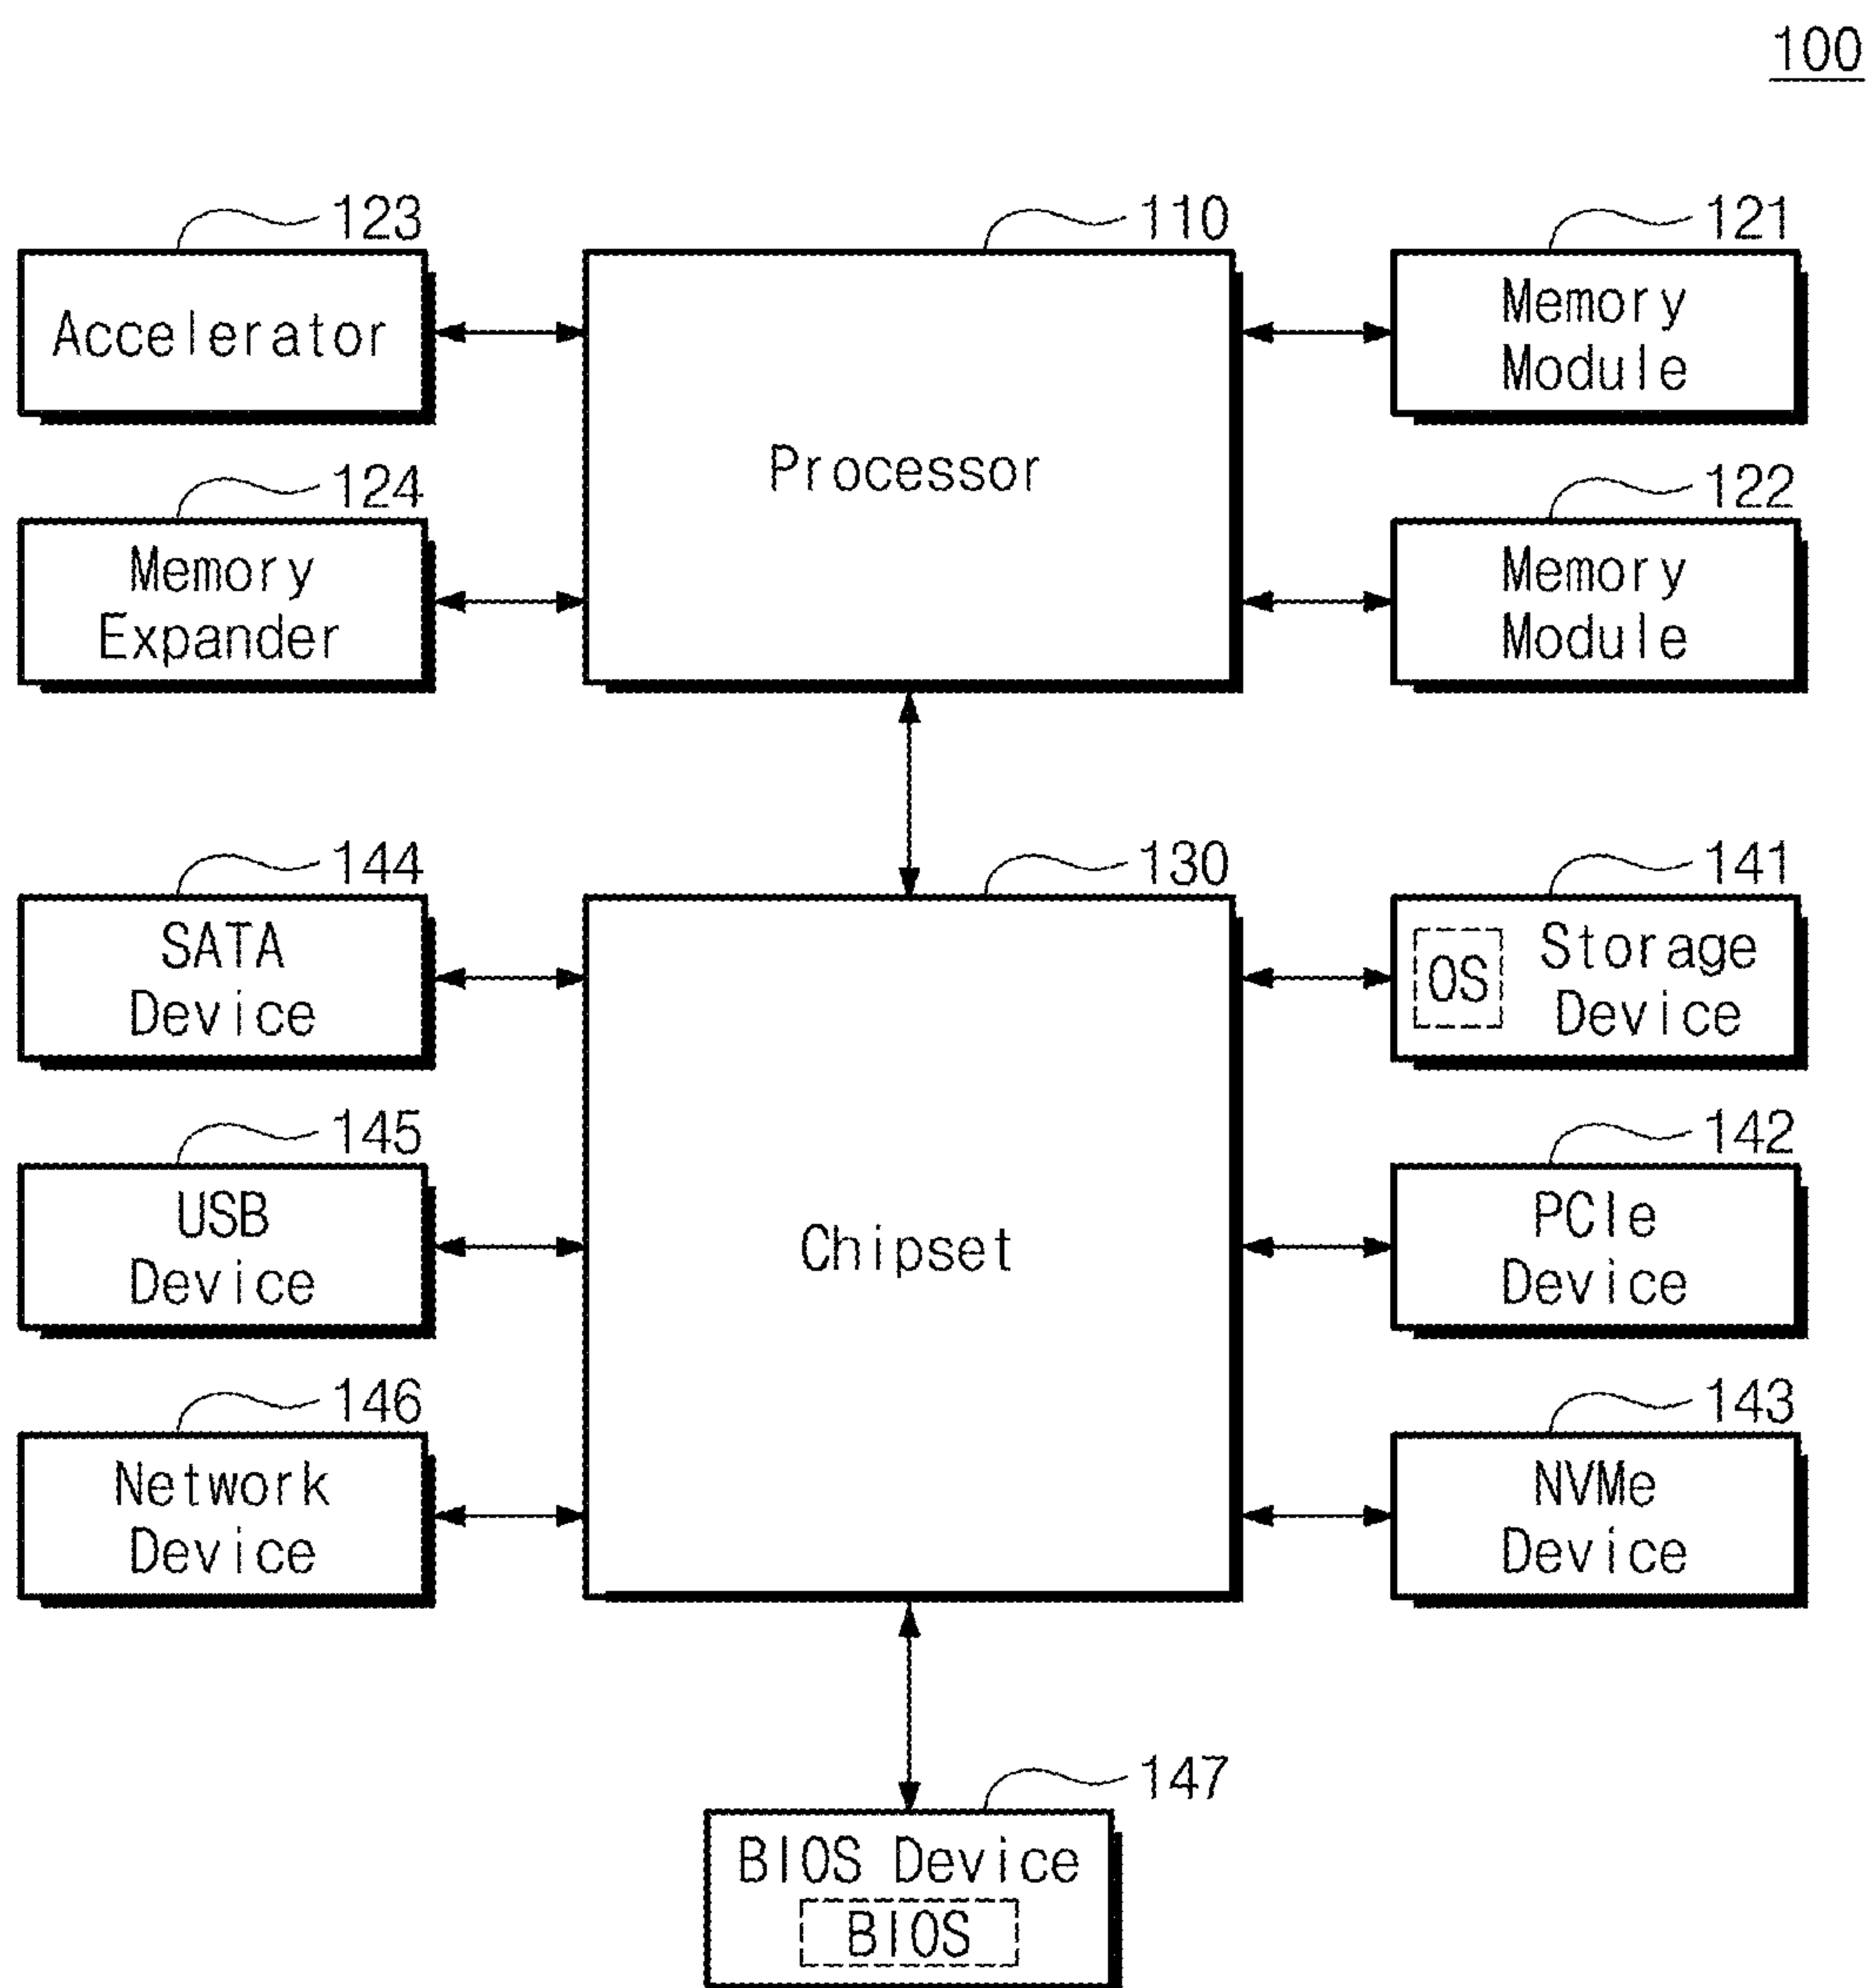 100
123
110
121
Accelerator
Processor
Memory
Module
124
122
Memory
Expander
Memory
Module
144
130
141
SATA
Device
Chipset
OS
Storage
Device
145
142
USB
Device
PCIe
Device
146
143
Network
Device
NVMe
Device
147
BIOS Device
BIOS